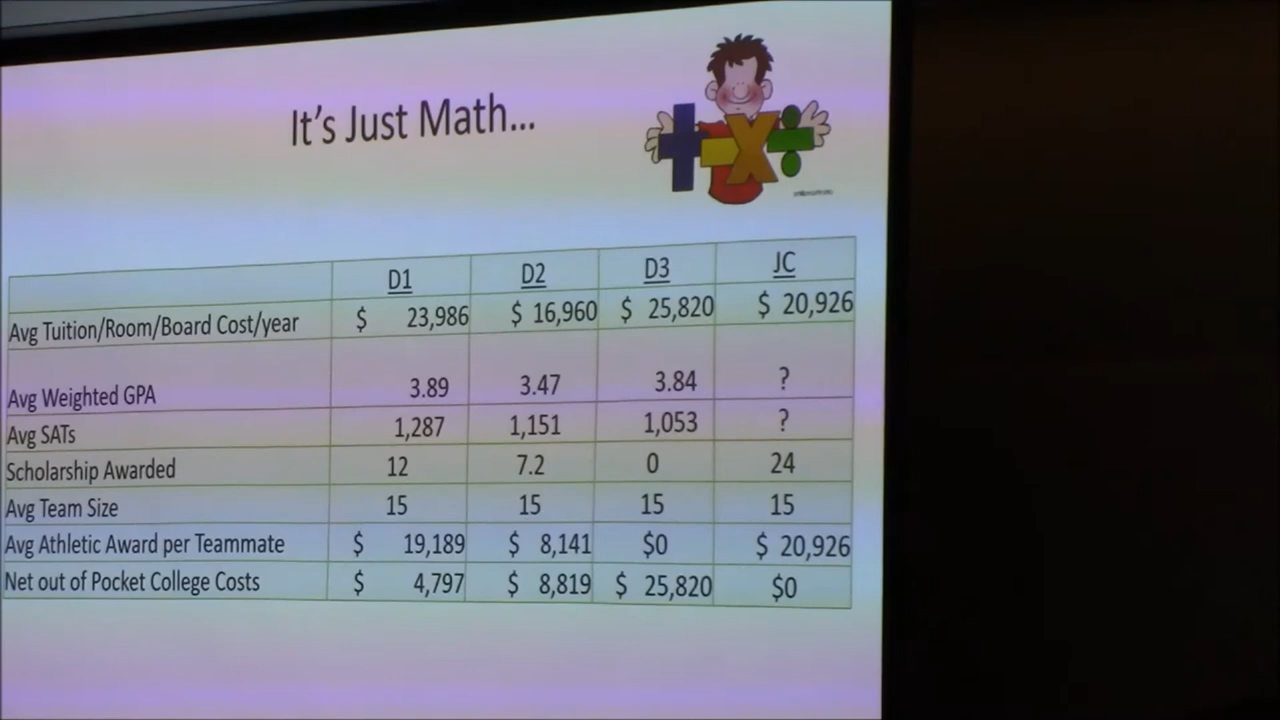 It's Just Math...
D1 D2 D3 JC
Avg Tuition/Room/Board Cost/year $ 23,986 $ 16,960 $ 25,820 $ 20,926
Avg Weighted GPA 3.89 3.47 3.84 ?
Avg SATs 1,287 1,151 1,053 ?
Scholarship Awarded 12 7.2 0 24
Avg Team Size 15 15 15 15
Avg Athletic Award per Teammate $ 19,189 $ 8,141 $0 $ 20,926
Net out of Pocket College Costs $ 4,797 $ 8,819 $ 25,820 $0